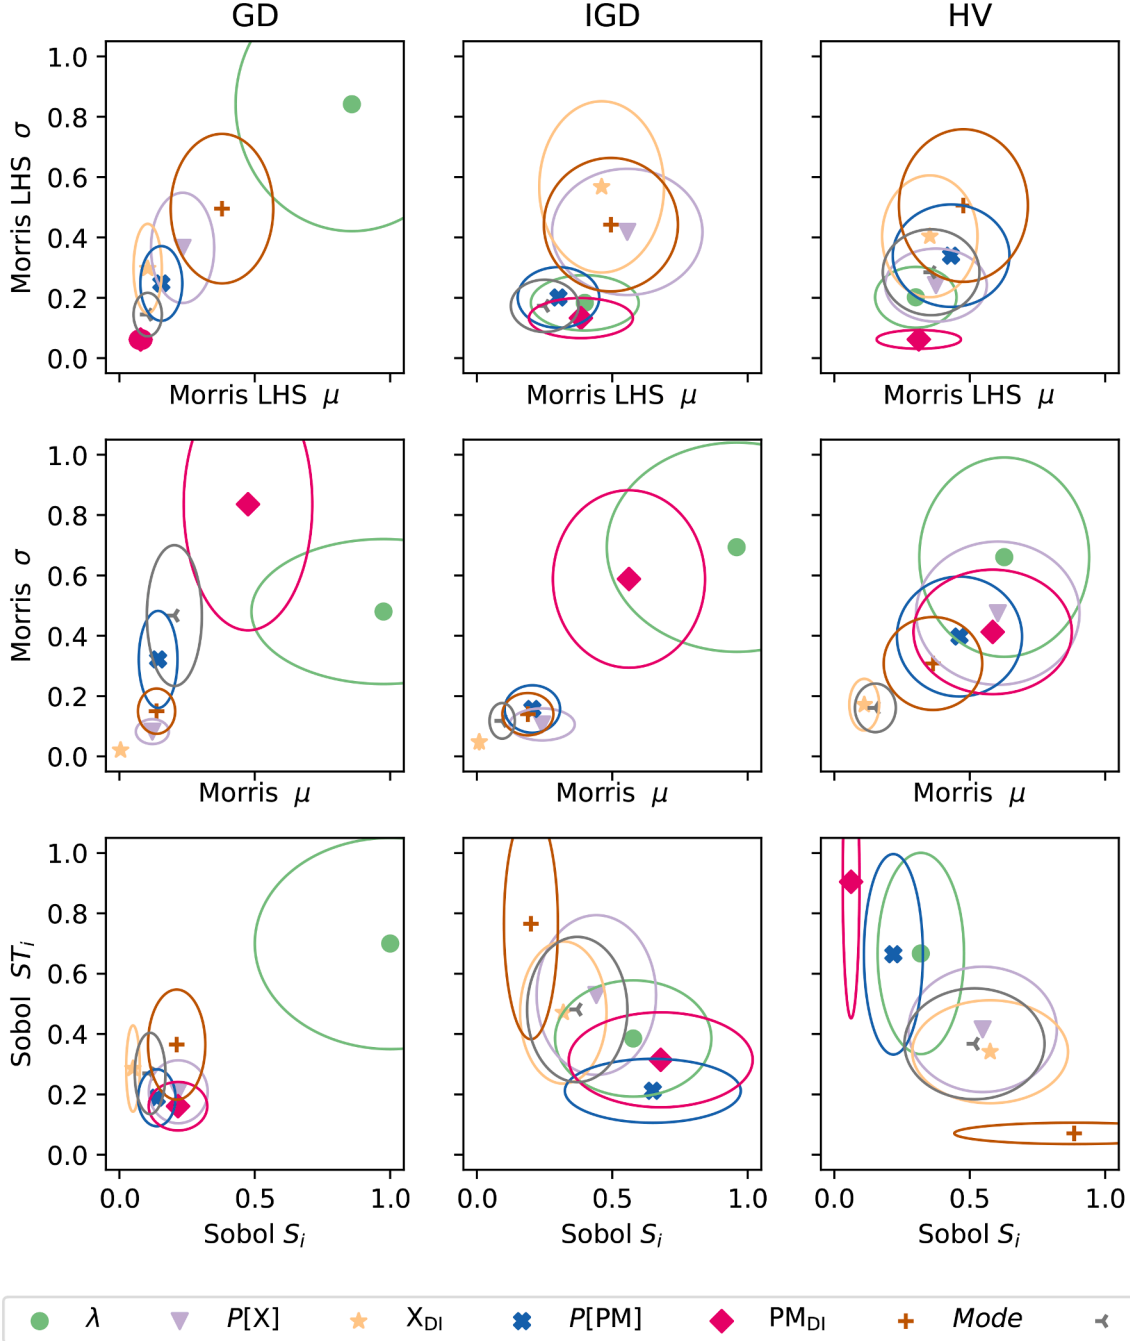 GD IGD HV
1.0
0.8
0.6
0.4
0.2
0.0
Morris LHS σ
Morris LHS μ Morris LHS μ Morris LHS μ
1.0
0.8
0.6
0.4
0.2
0.0
Morris σ
Morris μ Morris μ Morris μ
1.0
0.8
0.6
0.4
0.2
0.0
Sobol STi
0.0 0.5 1.0 0.0 0.5 1.0 0.0 0.5 1.0
Sobol Si Sobol Si Sobol Si
λ P[X] XDI P[PM] PMDI Mode